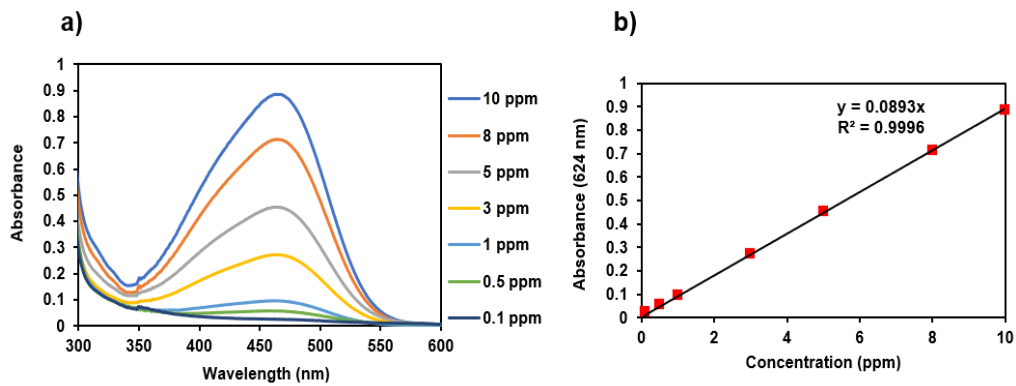 a)
1
0.9
0.8
0.7
0.6
0.5
0.4
0.3
0.2
0.1
0
Absorbance
300
350
400
450
500
550
600
Wavelength (nm)
10 ppm
8 ppm
5 ppm
3 ppm
1 ppm
0.5 ppm
0.1 ppm
b)
1
0.9
0.8
0.7
0.6
0.5
0.4
0.3
0.2
0.1
0
Absorbance (624 nm)
y = 0.0893x
R² = 0.9996
0
2
4
6
8
10
Concentration (ppm)